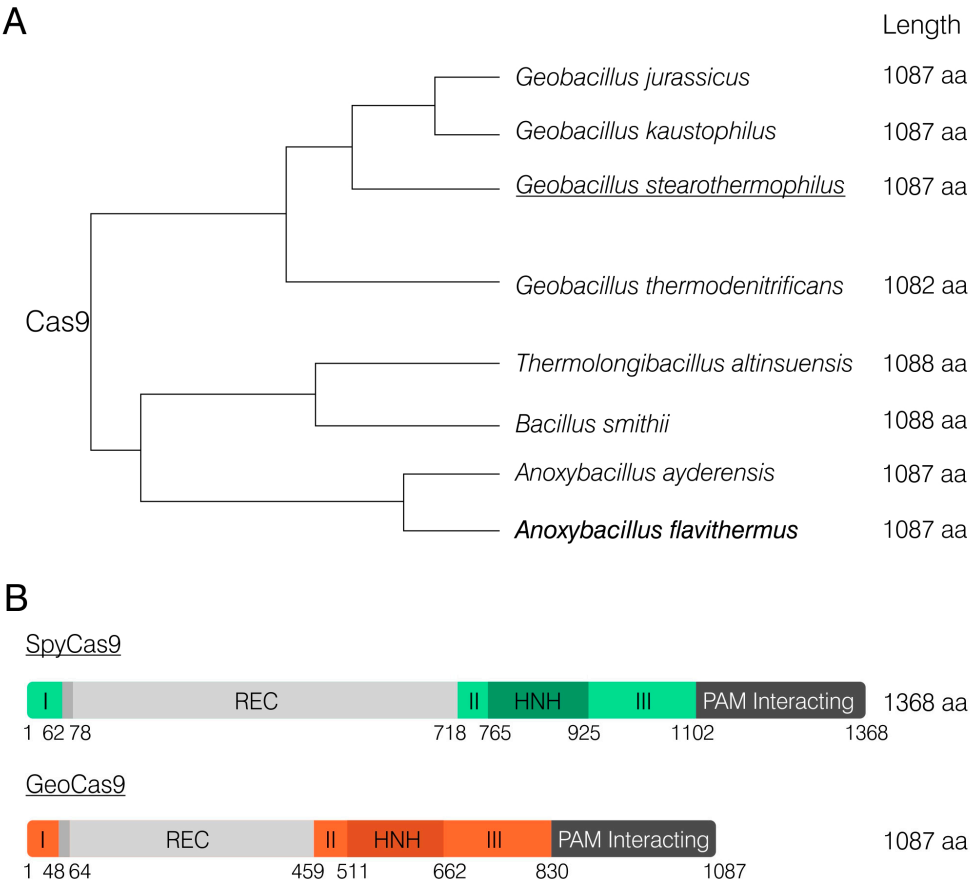 A
Length
Geobacillus jurassicus 1087 aa
Geobacillus kaustophilus 1087 aa
Geobacillus stearothermophilus 1087 aa
Geobacillus thermodenitrificans 1082 aa
Cas9
Thermolongibacillus altinsuensis 1088 aa
Bacillus smithii 1088 aa
Anoxybacillus ayderensis 1087 aa
Anoxybacillus flavithermus 1087 aa
B
SpyCas9
I REC II HNH III PAM Interacting 1368 aa
1 62 78 718 765 925 1102 1368
GeoCas9
I REC II HNH III PAM Interacting 1087 aa
1 48 64 459 511 662 830 1087